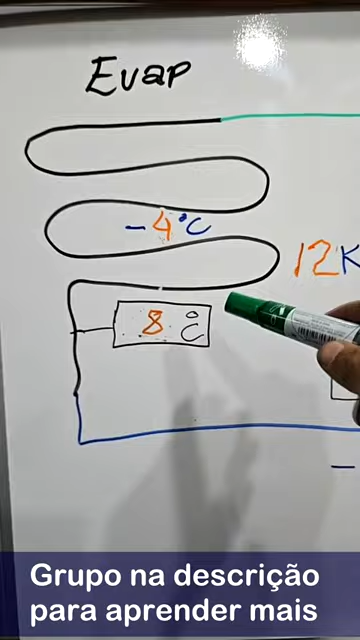 Evap
-4°C
12K
8°C
Grupo na descrição
para aprender mais